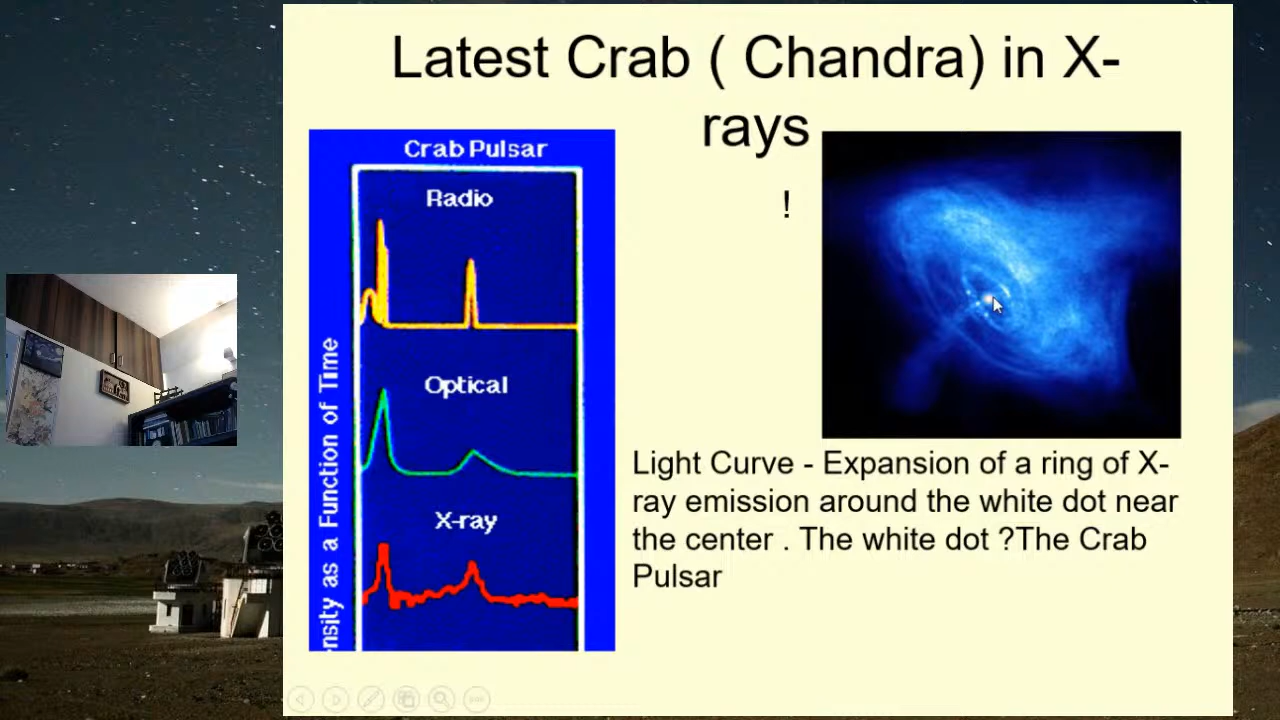 Latest Crab ( Chandra) in X-
rays
!
Crab Pulsar
Radio
Optical
X-ray
as a Function of Time
Light Curve - Expansion of a ring of X-
ray emission around the white dot near
the center . The white dot ?The Crab
Pulsar